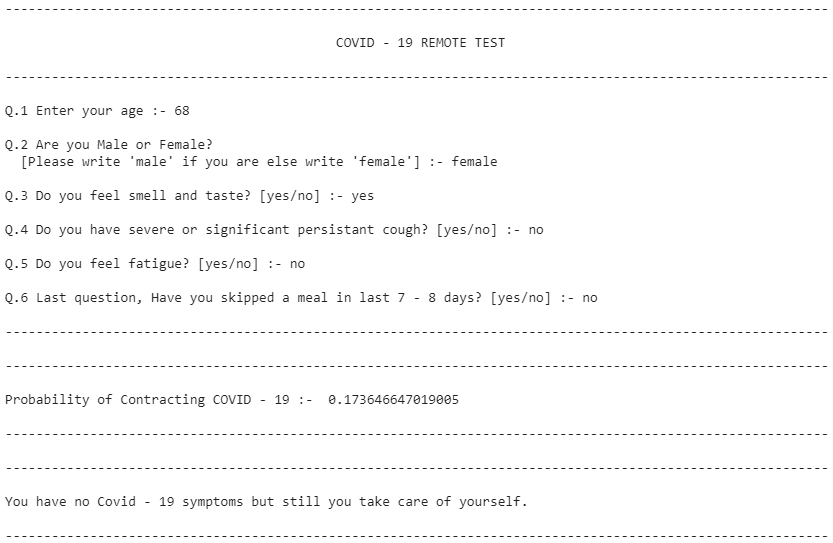 COVID - 19 REMOTE TEST
Q.1 Enter your age :- 68
Q.2 Are you Male or Female?
[Please write 'male' if you are else write 'female'] :- female
Q.3 Do you feel smell and taste? [yes/no] :- yes
Q.4 Do you have severe or significant persistant cough? [yes/no] :- no
Q.5 Do you feel fatigue? [yes/no] :- no
Q.6 Last question, Have you skipped a meal in last 7 - 8 days? [yes/no] :- no
Probability of Contracting COVID - 19 :-  0.173646647019005
You have no Covid - 19 symptoms but still you take care of yourself.